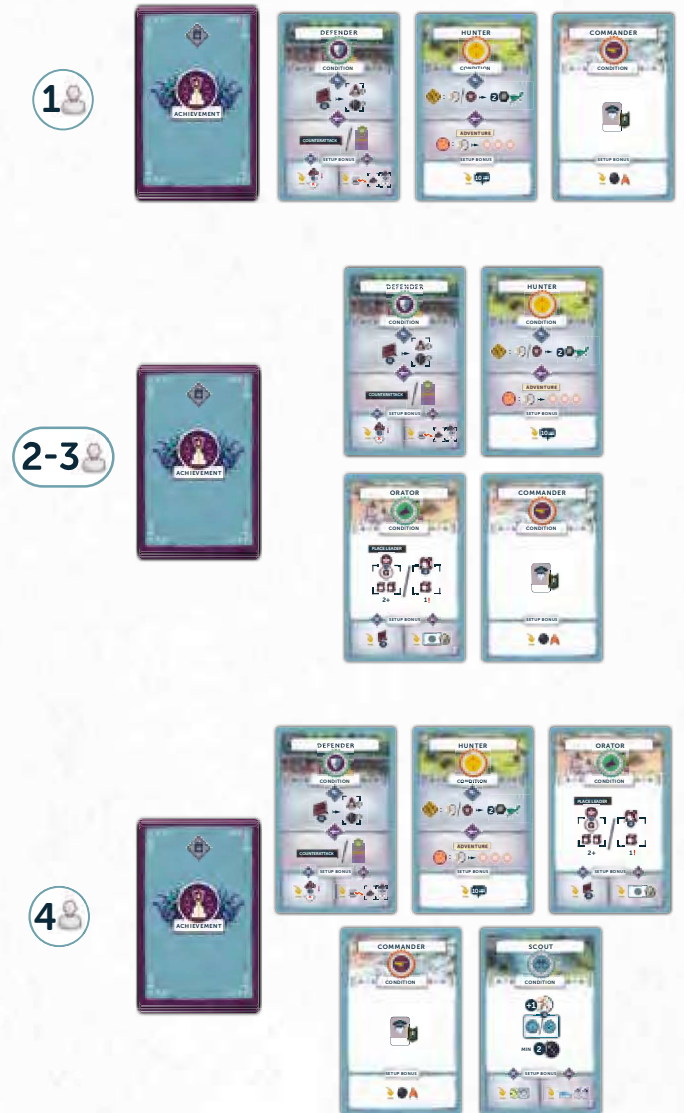 1
ACHIEVEMENT
DEFENDER
CONDITION
COUNTERATTACK
SETUP BONUS
HUNTER
CONDITION
2
ADVENTURE
SETUP BONUS
10
COMMANDER
CONDITION
SETUP BONUS
2-3
ACHIEVEMENT
DEFENDER
CONDITION
COUNTERATTACK
SETUP BONUS
HUNTER
CONDITION
2
ADVENTURE
SETUP BONUS
10
ORATOR
CONDITION
PLACE LEADER
2+ 1!
SETUP BONUS
COMMANDER
CONDITION
SETUP BONUS
4
ACHIEVEMENT
DEFENDER
CONDITION
COUNTERATTACK
SETUP BONUS
HUNTER
CONDITION
2
ADVENTURE
SETUP BONUS
10
ORATOR
CONDITION
PLACE LEADER
2+ 1!
SETUP BONUS
COMMANDER
CONDITION
SETUP BONUS
SCOUT
CONDITION
+1
MIN 2
SETUP BONUS